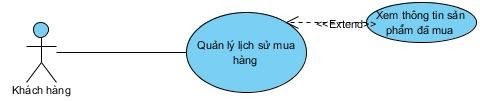 Khách hàng
Quản lý lịch sử mua
hàng
<<Extend>>
Xem thông tin sản
phẩm đã mua